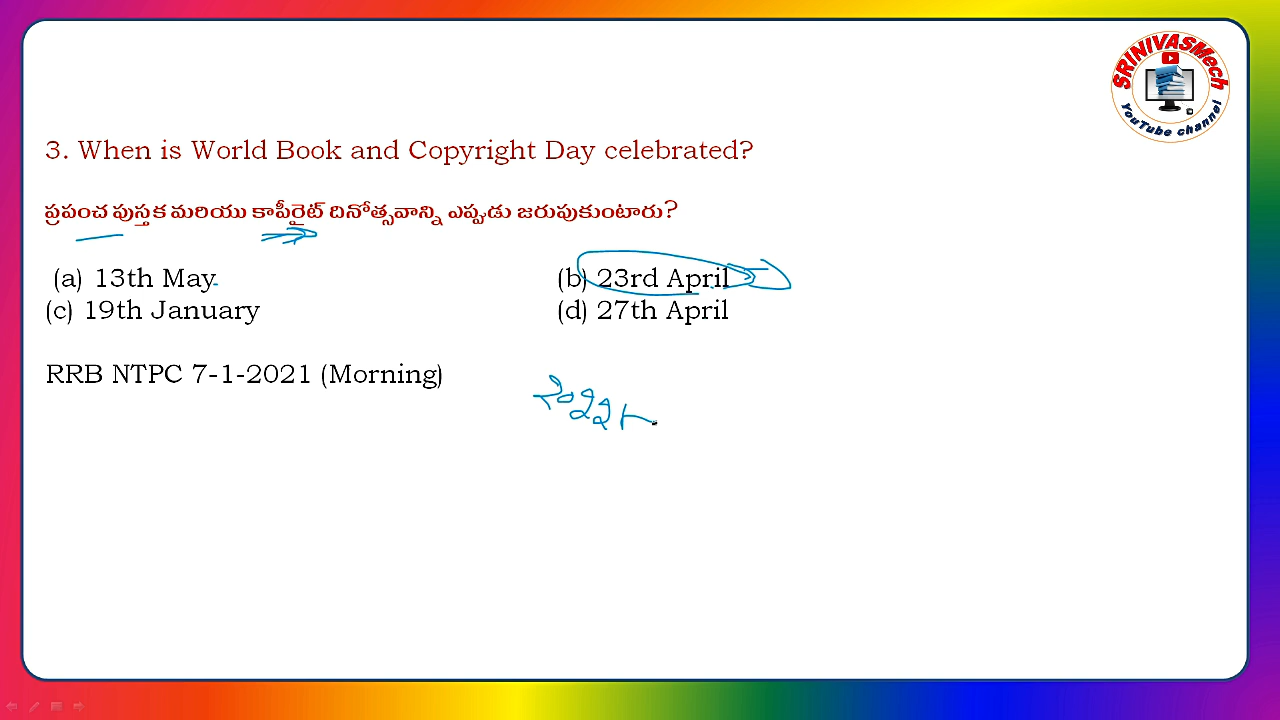 SRINIVASMech
YouTube channel
3. When is World Book and Copyright Day celebrated?
ప్రపంచ పుస్తక మరియు కాపీరైట్ దినోత్సవాన్ని ఎప్పుడు జరుపుకుంటారు?
(a) 13th May (b) 23rd April
(c) 19th January (d) 27th April
RRB NTPC 7-1-2021 (Morning)